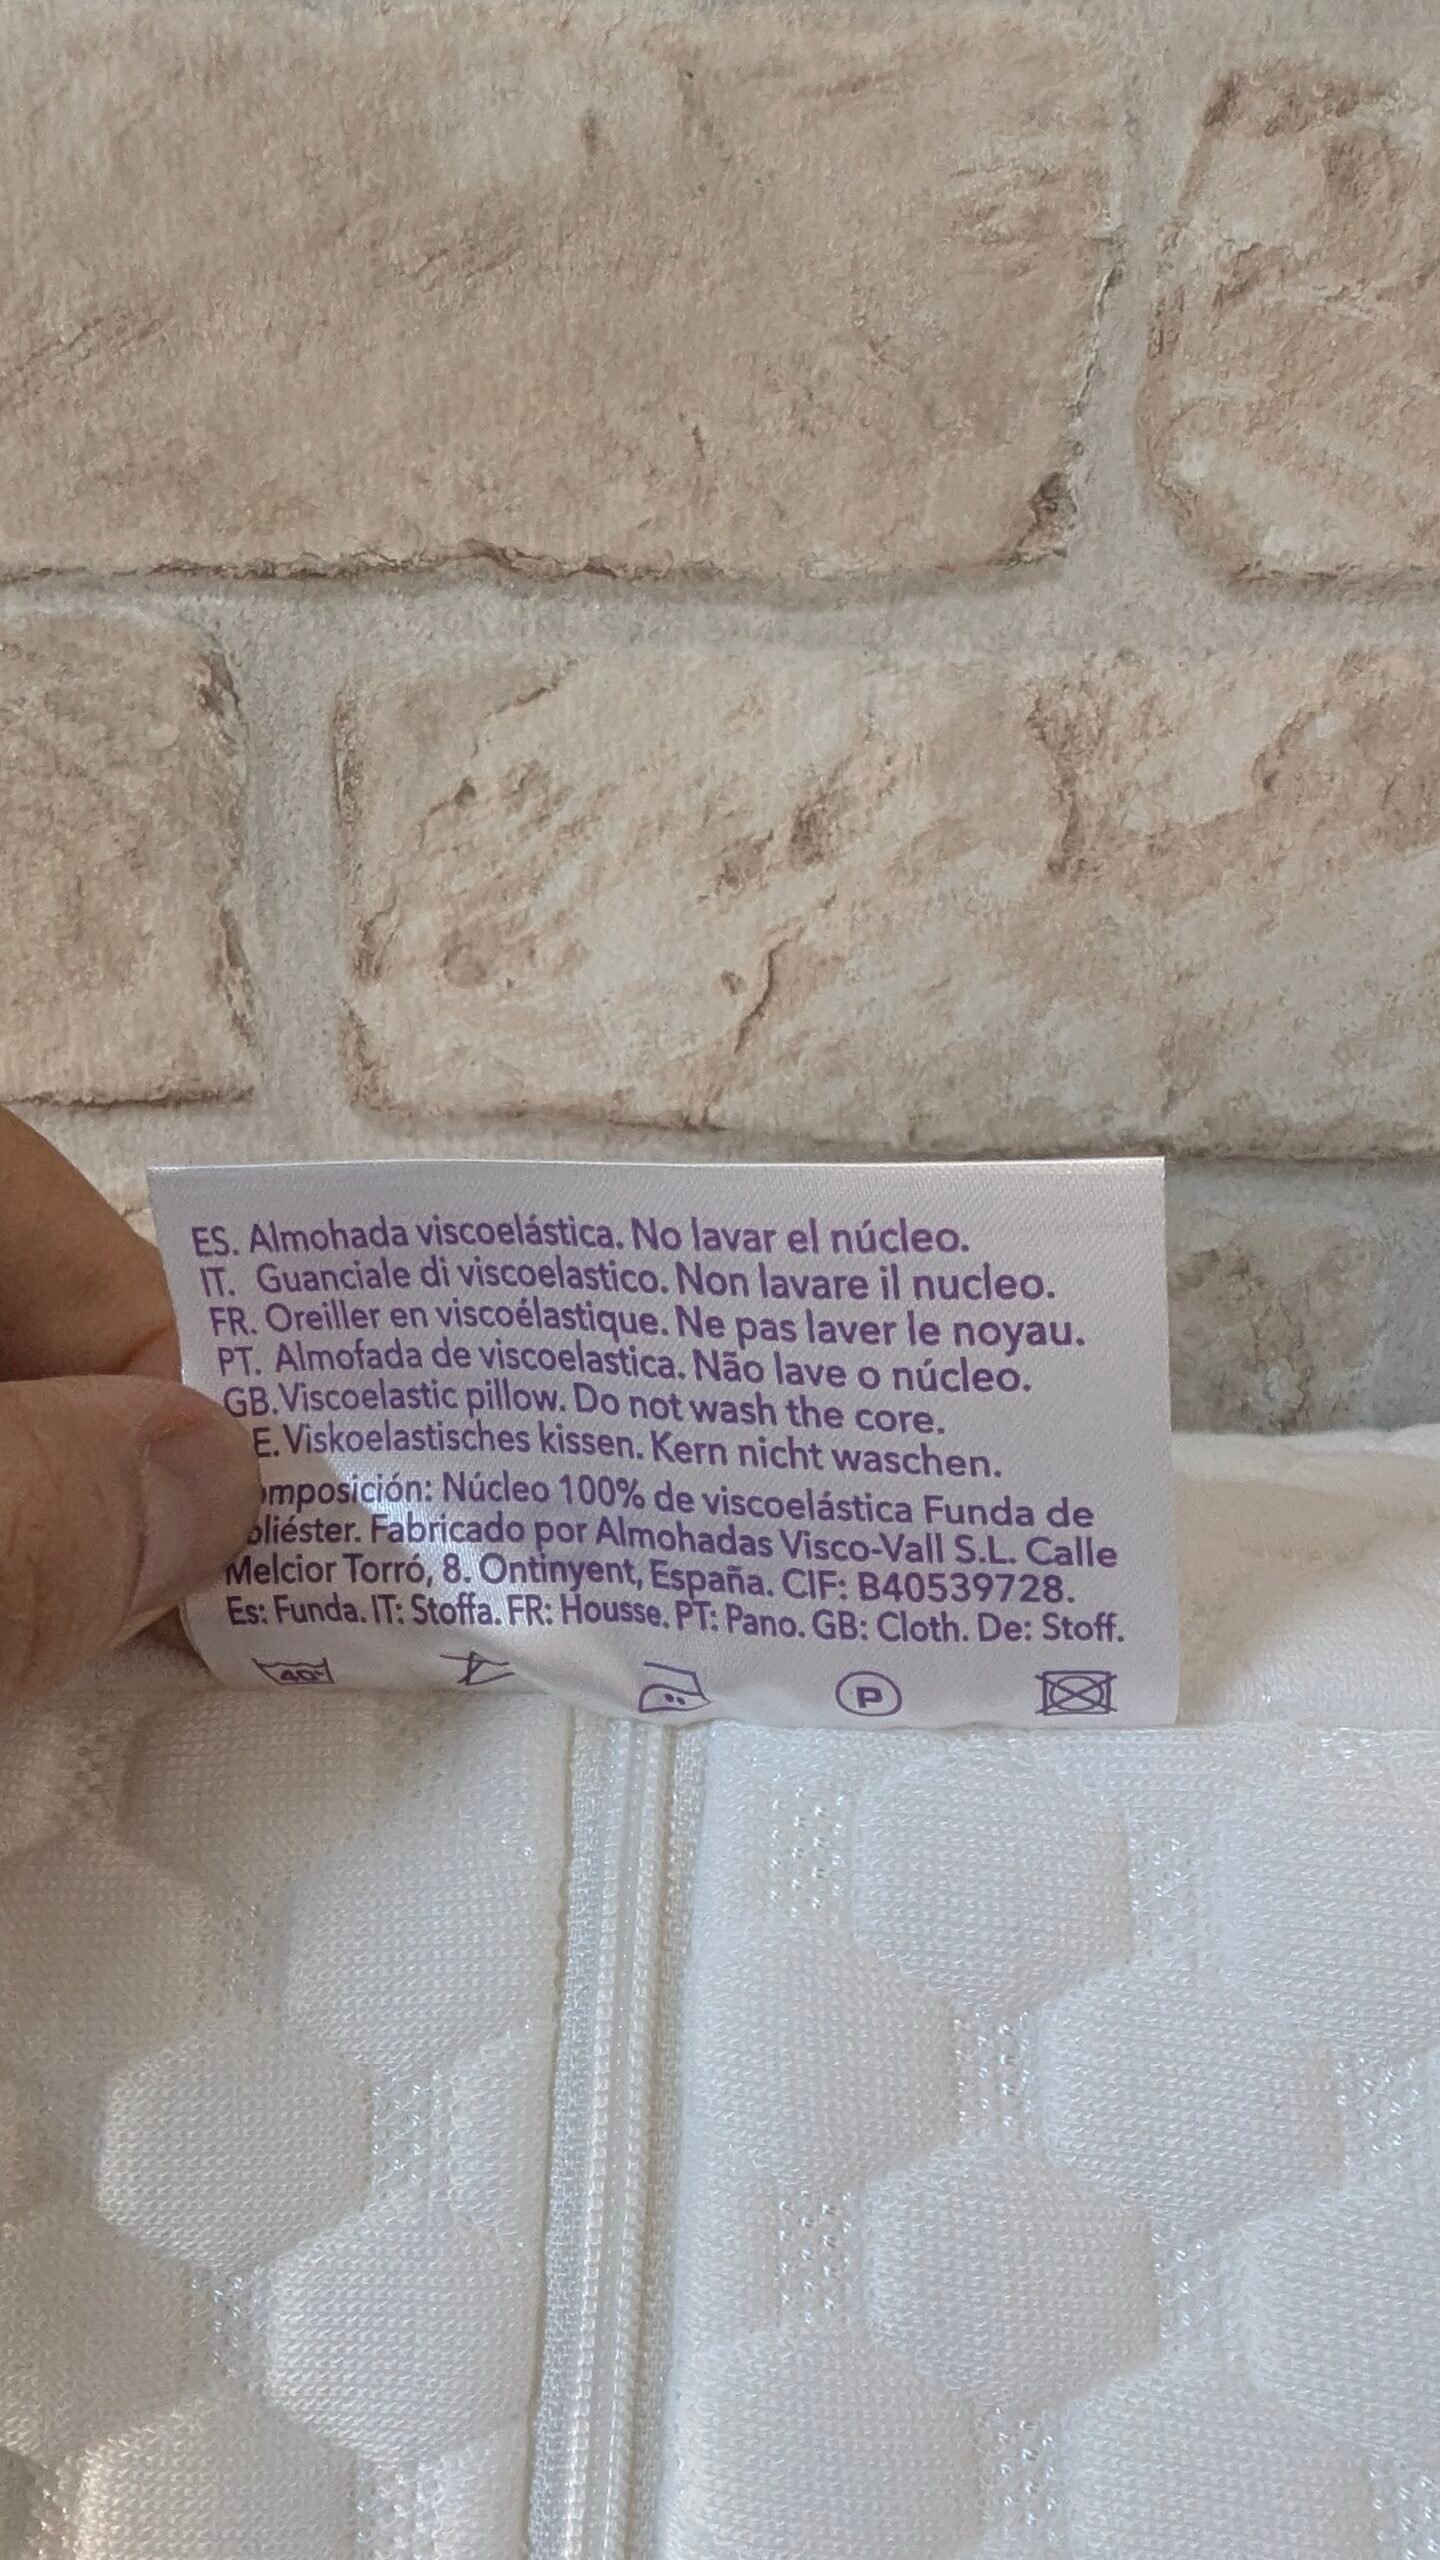 ES. Almohada viscoelástica. No lavar el núcleo.
IT. Guanciale di viscoelastico. Non lavare il nucleo.
FR. Oreiller en viscoélastique. Ne pas laver le noyau.
PT. Almofada de viscoelastica. Não lave o núcleo.
GB. Viscoelastic pillow. Do not wash the core.
E. Viskoelastisches kissen. Kern nicht waschen.
omposición: Núcleo 100% de viscoelástica Funda de
oliéster. Fabricado por Almohadas Visco-Vall S.L. Calle
Melcior Torró, 8. Ontinyent, España. CIF: B40539728.
Es: Funda. IT: Stoffa. FR: Housse. PT: Pano. GB: Cloth. De: Stoff.
40° P